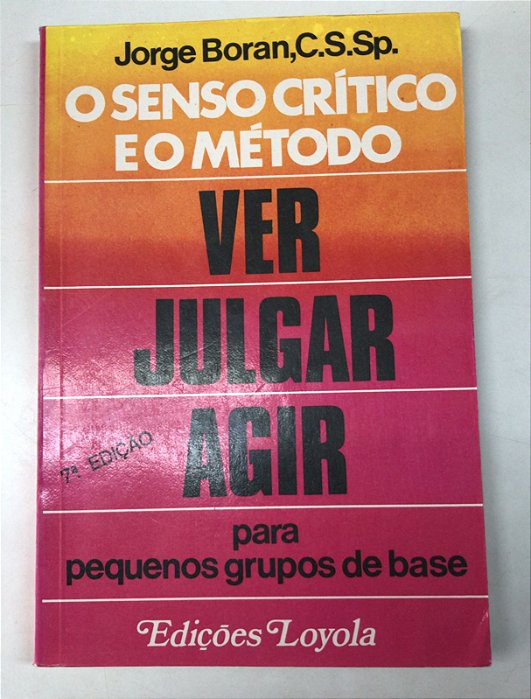 Jorge Boran,C.S.Sp.
O SENSO CRÍTICO
E O MÉTODO
VER
JULGAR
AGIR
7ª. EDIÇÃO
para
pequenos grupos de base
Edições Loyola